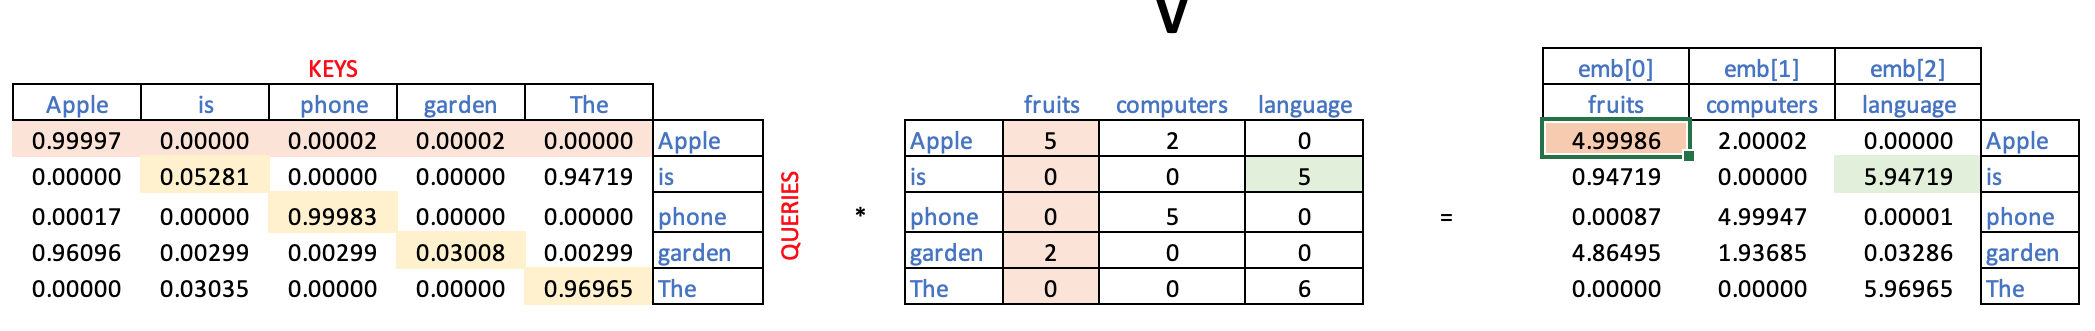 V
KEYS
emb[0] emb[1] emb[2]
Apple is phone garden The fruits computers language fruits computers language
0.99997 0.00000 0.00002 0.00002 0.00000 Apple Apple 5 2 0 4.99986 2.00002 0.00000 Apple
0.00000 0.05281 0.00000 0.00000 0.94719 is is 0 0 5 0.94719 0.00000 5.94719 is
QUERIES
0.00017 0.00000 0.99983 0.00000 0.00000 phone * phone 0 5 0 = 0.00087 4.99947 0.00001 phone
0.96096 0.00299 0.00299 0.03008 0.00299 garden garden 2 0 0 4.86495 1.93685 0.03286 garden
0.00000 0.03035 0.00000 0.00000 0.96965 The The 0 0 6 0.00000 0.00000 5.96965 The